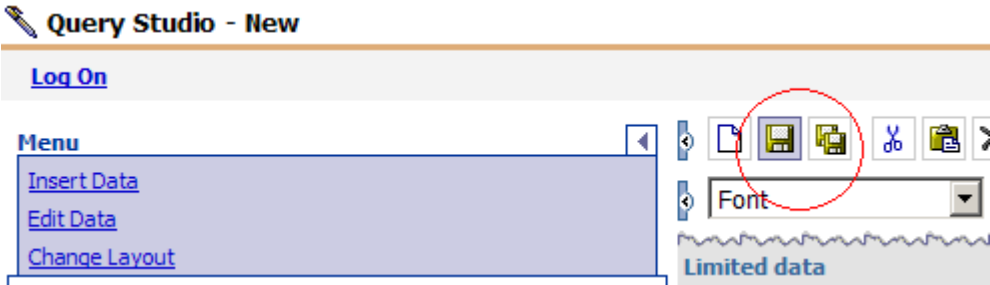 Query Studio - New
Log On
Menu
Insert Data
Edit Data
Change Layout
Font
Limited data